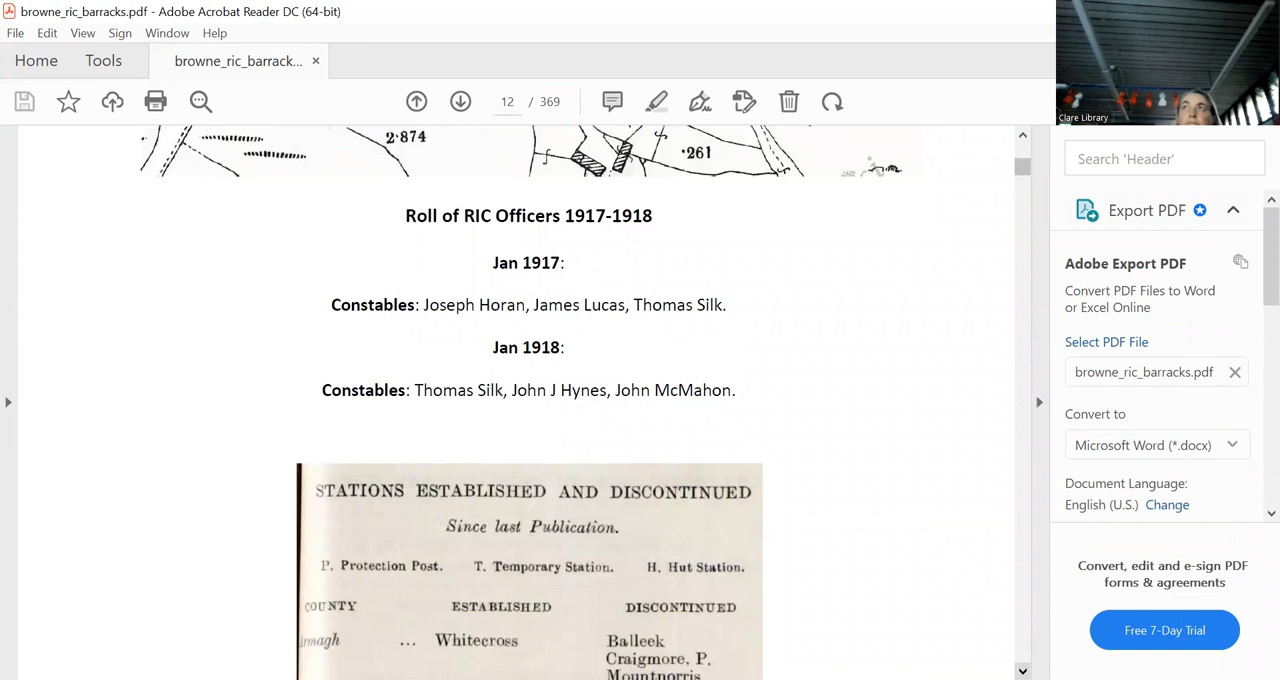 browne_ric_barracks.pdf - Adobe Acrobat Reader DC (64-bit)
File Edit View Sign Window Help
Home Tools browne_ric_barrack... ×
12 / 369
Clare Library
2·874
·261
Roll of RIC Officers 1917-1918
Jan 1917:
Constables: Joseph Horan, James Lucas, Thomas Silk.
Jan 1918:
Constables: Thomas Silk, John J Hynes, John McMahon.
STATIONS ESTABLISHED AND DISCONTINUED
Since last Publication.
P. Protection Post. T. Temporary Station. H. Hut Station.
COUNTY ESTABLISHED DISCONTINUED
rmagh ... Whitecross Balleek
Craigmore, P.
Mountnorris
Search 'Header'
Export PDF
Adobe Export PDF
Convert PDF Files to Word
or Excel Online
Select PDF File
browne_ric_barracks.pdf
Convert to
Microsoft Word (*.docx)
Document Language:
English (U.S.) Change
Convert, edit and e-sign PDF
forms & agreements
Free 7-Day Trial